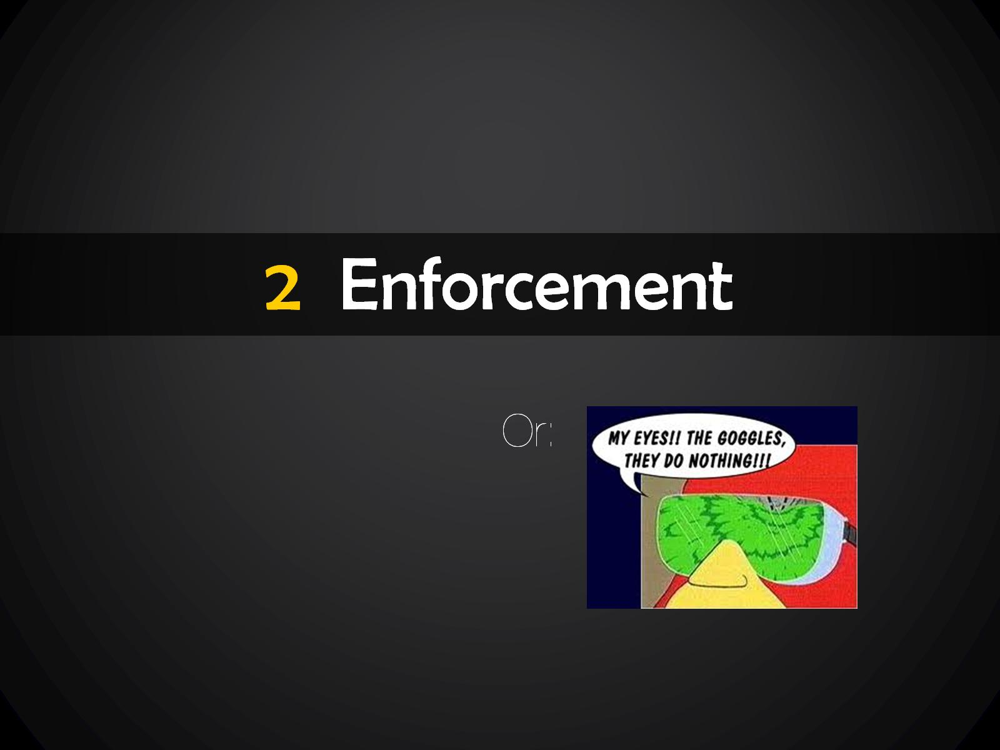 2 Enforcement
Or:
MY EYES!! THE GOGGLES,
THEY DO NOTHING!!!